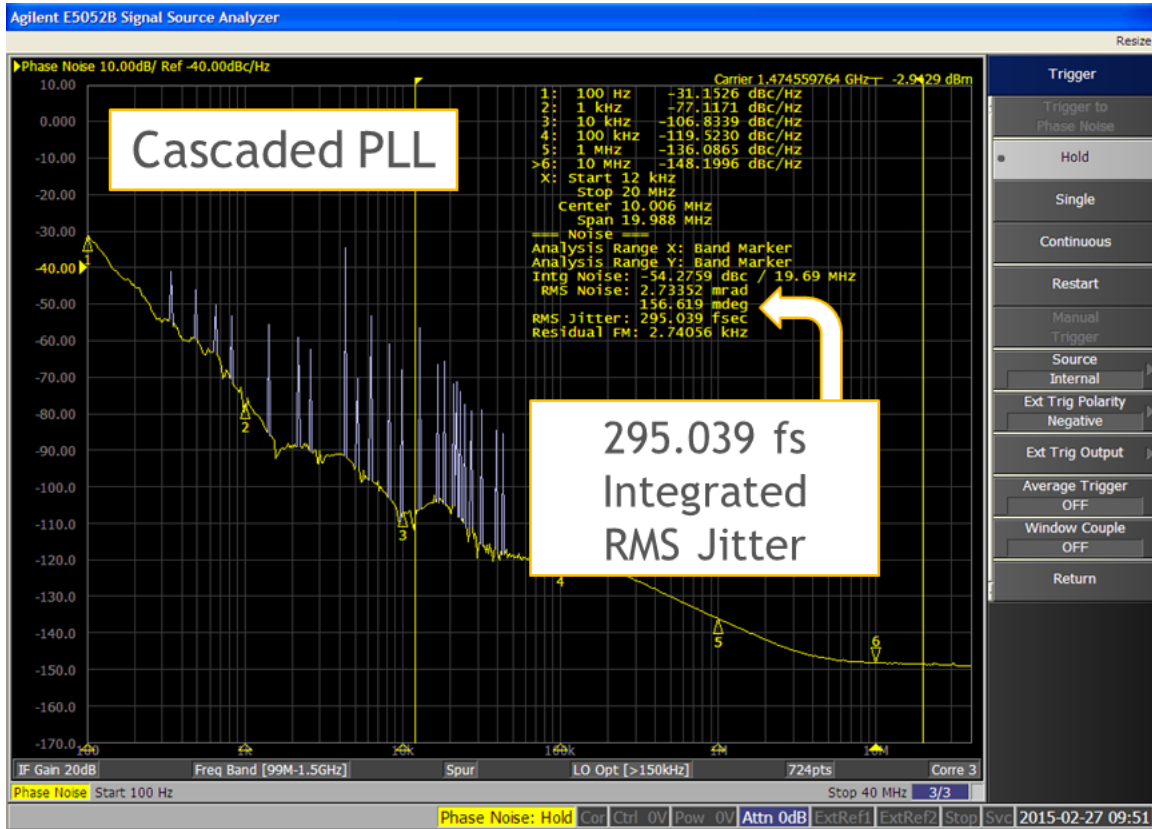 Agilent E5052B Signal Source Analyzer
Resize
▶Phase Noise 10.00dB/ Ref -40.00dBc/Hz
Carrier 1.474559764 GHz -2.9429 dBm
10.00
0.000
-10.00
-20.00
-30.00
-40.00
-50.00
-60.00
-70.00
-80.00
-90.00
-100.0
-110.0
-120.0
-130.0
-140.0
-150.0
-160.0
-170.0
Cascaded PLL
1: 100 Hz -31.1526 dBc/Hz
2: 1 kHz -77.1171 dBc/Hz
3: 10 kHz -106.8339 dBc/Hz
4: 100 kHz -119.5230 dBc/Hz
5: 1 MHz -136.0865 dBc/Hz
>6: 10 MHz -148.1996 dBc/Hz
X: Start 12 kHz
Stop 20 MHz
Center 10.006 MHz
Span 19.988 MHz
=== Noise ===
Analysis Range X: Band Marker
Analysis Range Y: Band Marker
Intg Noise: -54.2759 dBc / 19.69 MHz
RMS Noise: 2.73352 mrad
156.619 mdeg
RMS Jitter: 295.039 fsec
Residual FM: 2.74056 kHz
295.039 fs
Integrated
RMS Jitter
1
2
3
4
5
6
100 1k 10k 100k 1M 10M
IF Gain 20dB Freq Band [99M-1.5GHz] Spur LO Opt [>150kHz] 724pts Corre 3
Phase Noise Start 100 Hz Stop 40 MHz 3/3
Phase Noise: Hold Cor Ctrl 0V Pow 0V Attn 0dB ExtRef1 ExtRef2 Stop Svc 2015-02-27 09:51
Trigger
Trigger to
Phase Noise
Hold
Single
Continuous
Restart
Manual
Trigger
Source
Internal
Ext Trig Polarity
Negative
Ext Trig Output
Average Trigger
OFF
Window Couple
OFF
Return